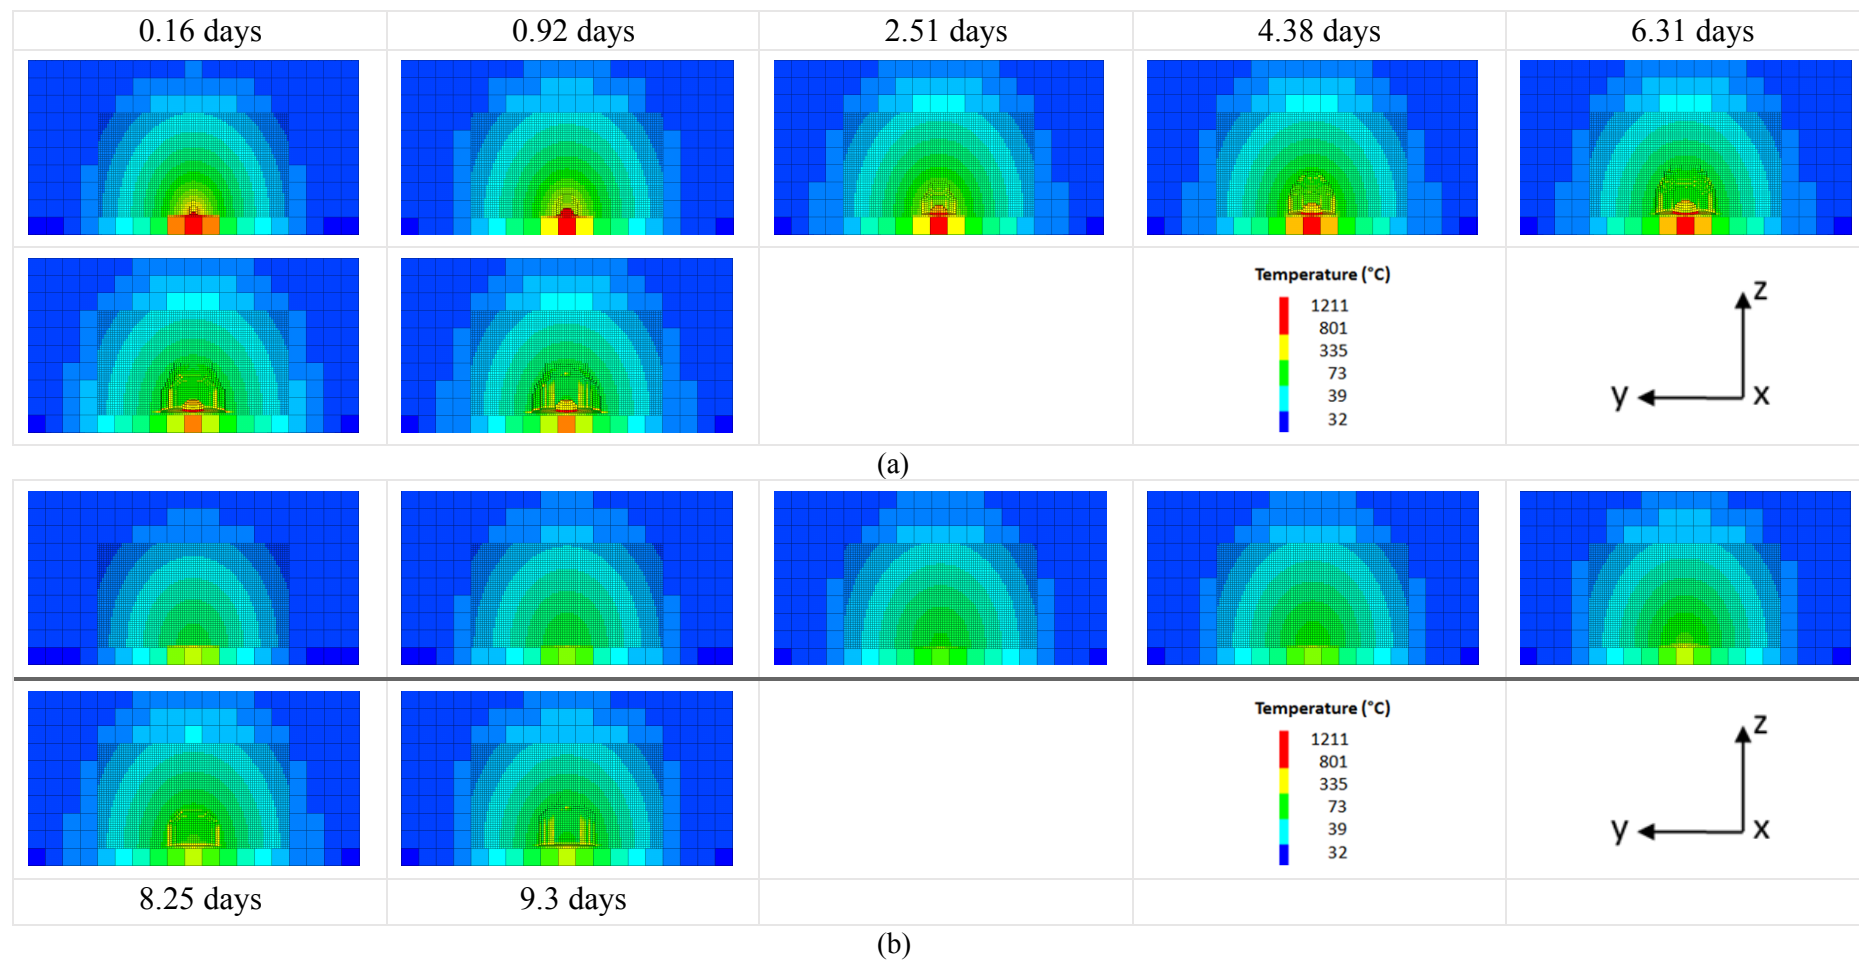 0.16 days 0.92 days 2.51 days 4.38 days 6.31 days
Temperature (°C)
1211
801
335
73
39
32
z
y
x
(a)
Temperature (°C)
1211
801
335
73
39
32
z
y
x
8.25 days 9.3 days
(b)